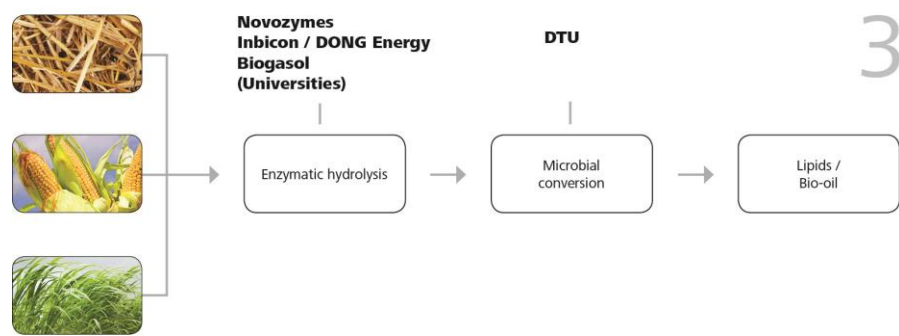 Novozymes
Inbicon / DONG Energy
Biogasol
(Universities)
DTU
3
Enzymatic hydrolysis
Microbial
conversion
Lipids /
Bio-oil